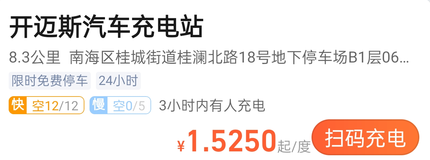 开迈斯汽车充电站
8.3公里 南海区桂城街道桂澜北路18号地下停车场B1层06...
限时免费停车 24小时
快 空12/12 慢 空0/5 3小时内有人充电
¥1.5250起/度 扫码充电